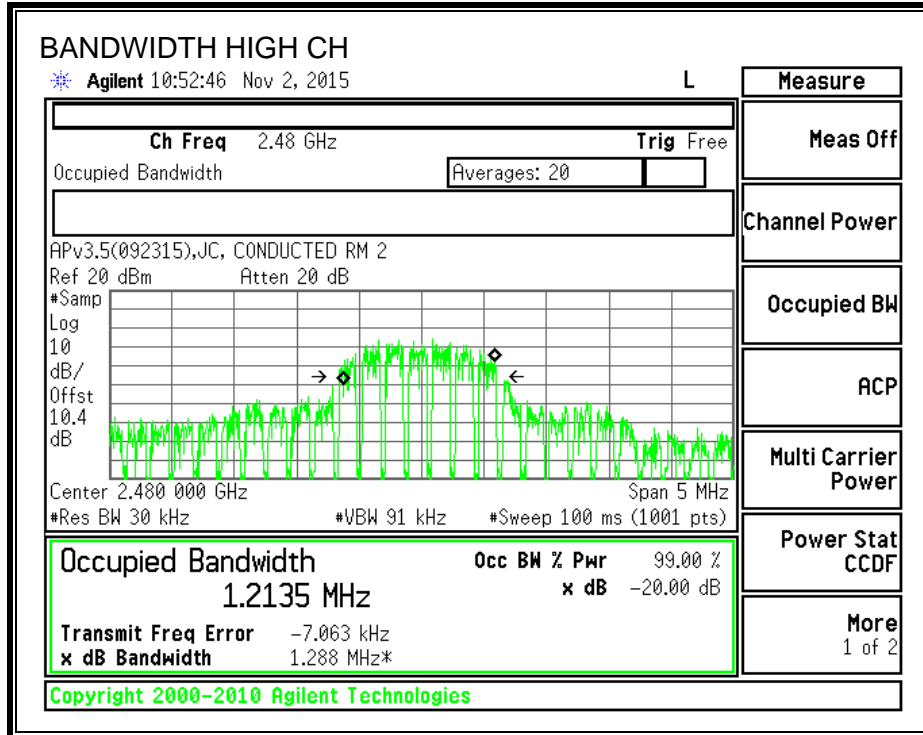 BANDWIDTH HIGH CH
Agilent 10:52:46 Nov 2, 2015 L
Measure
Ch Freq 2.48 GHz Trig Free
Meas Off
Occupied Bandwidth Averages: 20
Channel Power
APv3.5(092315),JC, CONDUCTED RM 2
Ref 20 dBm Atten 20 dB
#Samp
Log
10
dB/
Offst
10.4
dB
Occupied BW
ACP
Center 2.480 000 GHz Span 5 MHz
#Res BW 30 kHz #VBW 91 kHz #Sweep 100 ms (1001 pts)
Multi Carrier
Power
Occupied Bandwidth Occ BW % Pwr 99.00 %
1.2135 MHz x dB -20.00 dB
Power Stat
CCDF
Transmit Freq Error -7.063 kHz
x dB Bandwidth 1.288 MHz*
More
1 of 2
Copyright 2000-2010 Agilent Technologies